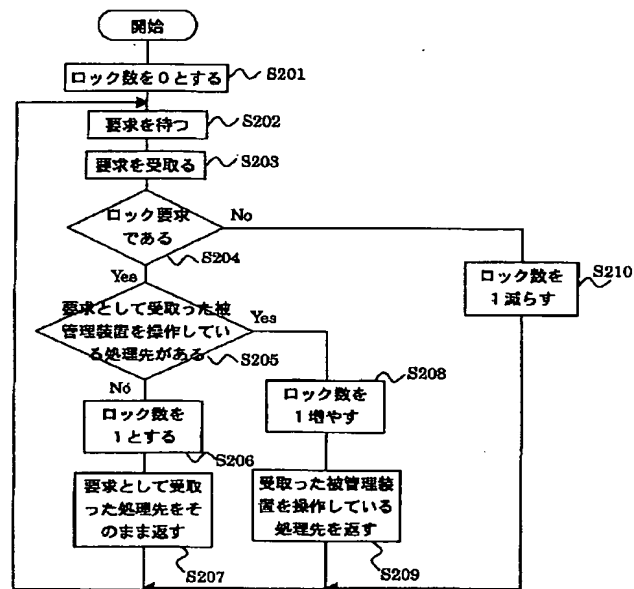 開始
ロック数を0とする
S201
要求を待つ
S202
要求を受取る
S203
ロック要求
である
No
S204
Yes
ロック数を
1減らす
S210
要求として受取った被
管理装置を操作してい
る処理先がある
Yes
S205
No
ロック数を
1とする
S206
ロック数を
1増やす
S208
要求として受取
った処理先をそ
のまま返す
S207
受取った被管理装
置を操作している
処理先を返す
S209